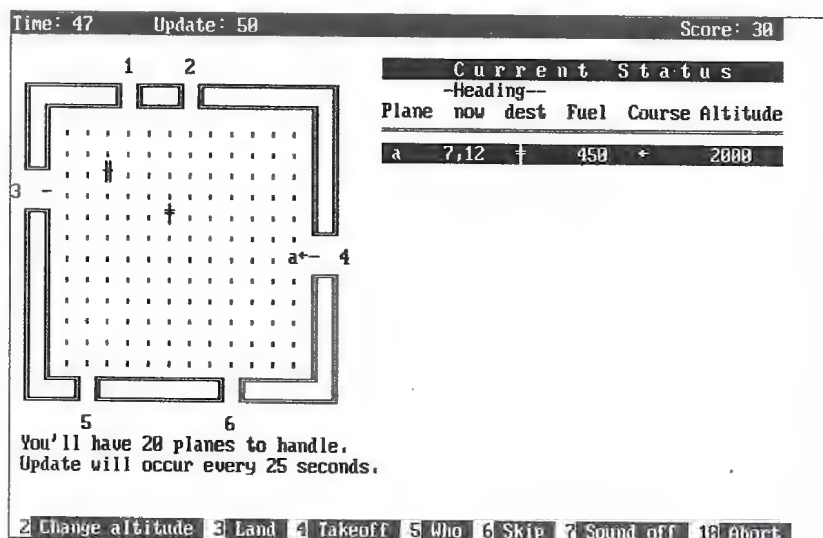 Time: 47 Update: 50 Score: 30
1 2
3
a← 4
5 6
You'll have 20 planes to handle.
Update will occur every 25 seconds.
Current Status
-Heading--
Plane now dest Fuel Course Altitude
a 7,12 ╪ 450 ← 2000
2 Change altitude 3 Land 4 Takeoff 5 Who 6 Skip 7 Sound off 10 Abort